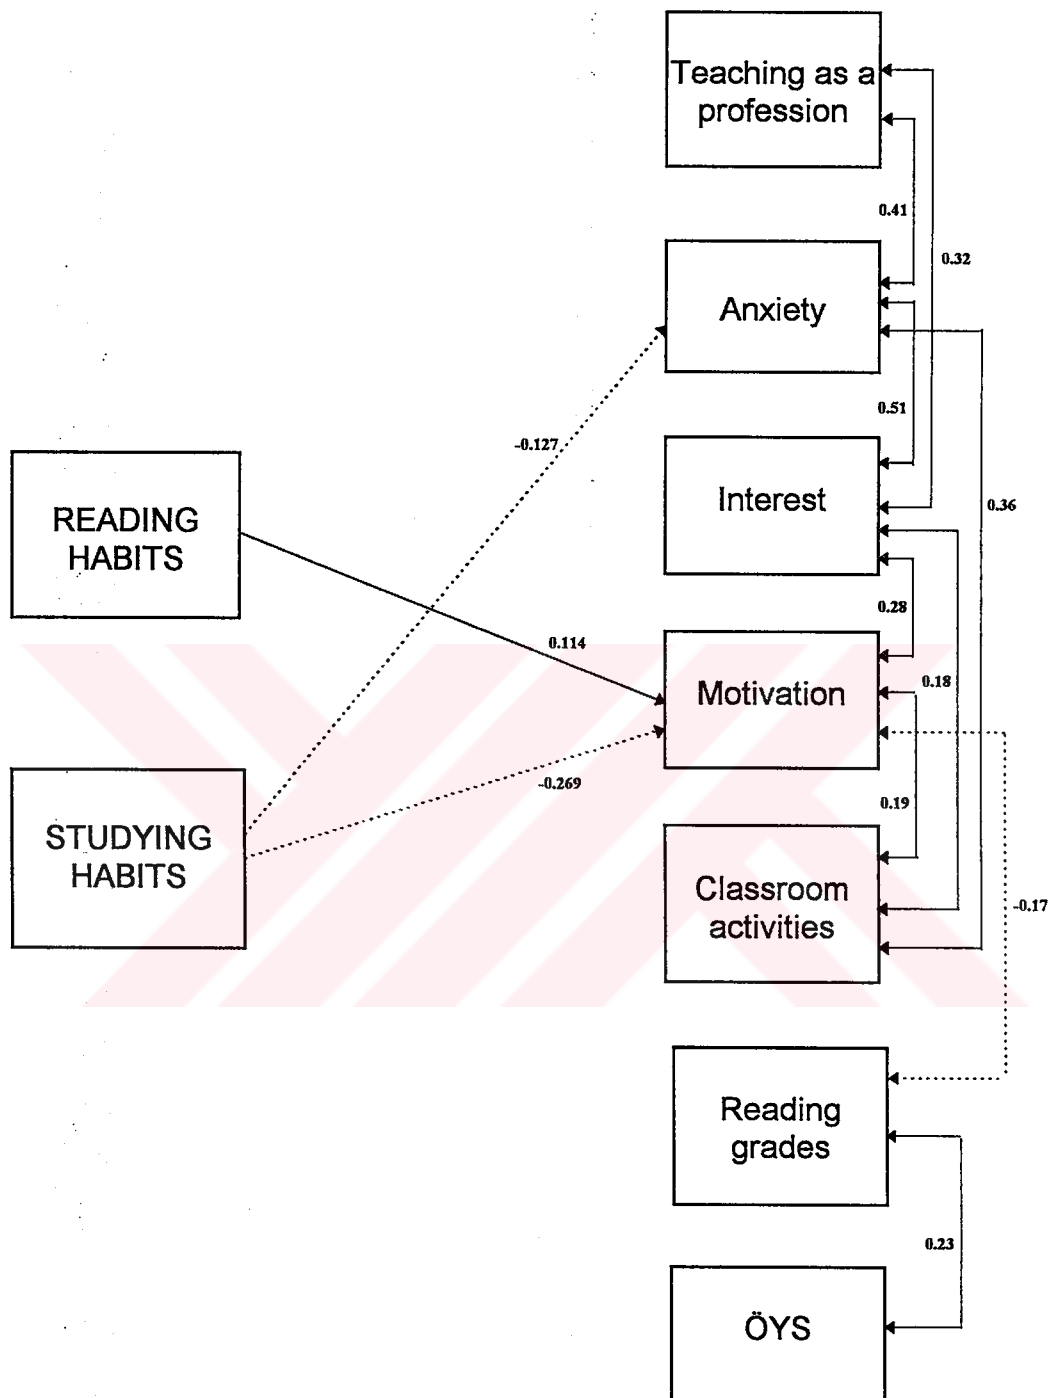 Teaching as a
profession
0.41
0.32
Anxiety
-0.127
0.51
READING
HABITS
Interest
0.36
0.28
0.114
Motivation
0.18
-0.269
0.19
STUDYING
HABITS
Classroom
activities
-0.17
Reading
grades
0.23
ÖYS